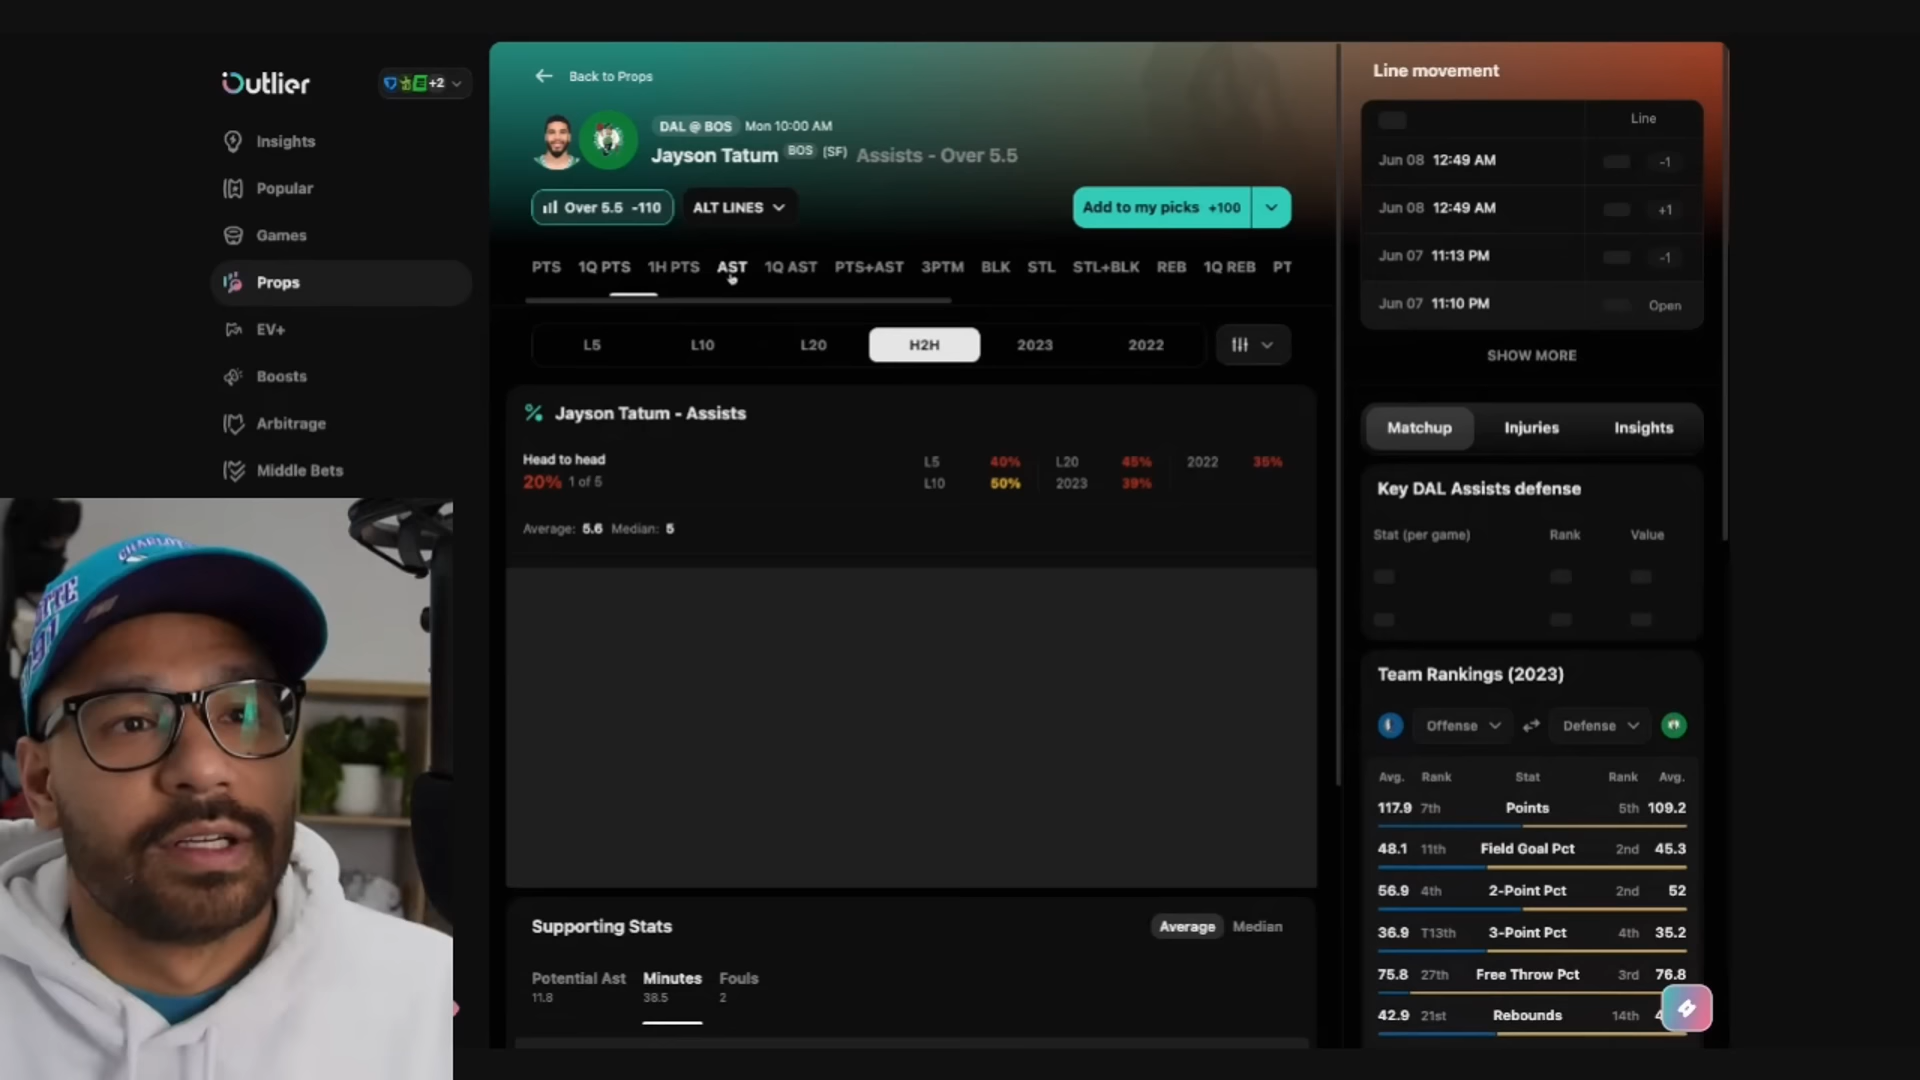 Outlier
+2
Insights
Popular
Games
Props
EV+
Boosts
Arbitrage
Middle Bets
Back to Props
DAL @ BOS Mon 10:00 AM
Jayson Tatum BOS (SF) Assists - Over 5.5
Over 5.5 -110 ALT LINES
Add to my picks +100
PTS 1Q PTS 1H PTS AST 1Q AST PTS+AST 3PTM BLK STL STL+BLK REB 1Q REB PT
L5 L10 L20 H2H 2023 2022
Jayson Tatum - Assists
Head to head
20% 1 of 5
L5 40% L20 45% 2022 35%
L10 50% 2023 39%
Average: 5.6 Median: 5
Supporting Stats
Average Median
Potential Ast Minutes Fouls
11.8 38.5 2
Line movement
Line
Jun 08 12:49 AM -1
Jun 08 12:49 AM +1
Jun 07 11:13 PM -1
Jun 07 11:10 PM Open
SHOW MORE
Matchup Injuries Insights
Key DAL Assists defense
Stat (per game) Rank Value
Team Rankings (2023)
Offense Defense
Avg. Rank Stat Rank Avg.
117.9 7th Points 5th 109.2
48.1 11th Field Goal Pct 2nd 45.3
56.9 4th 2-Point Pct 2nd 52
36.9 T13th 3-Point Pct 4th 35.2
75.8 27th Free Throw Pct 3rd 76.8
42.9 21st Rebounds 14th